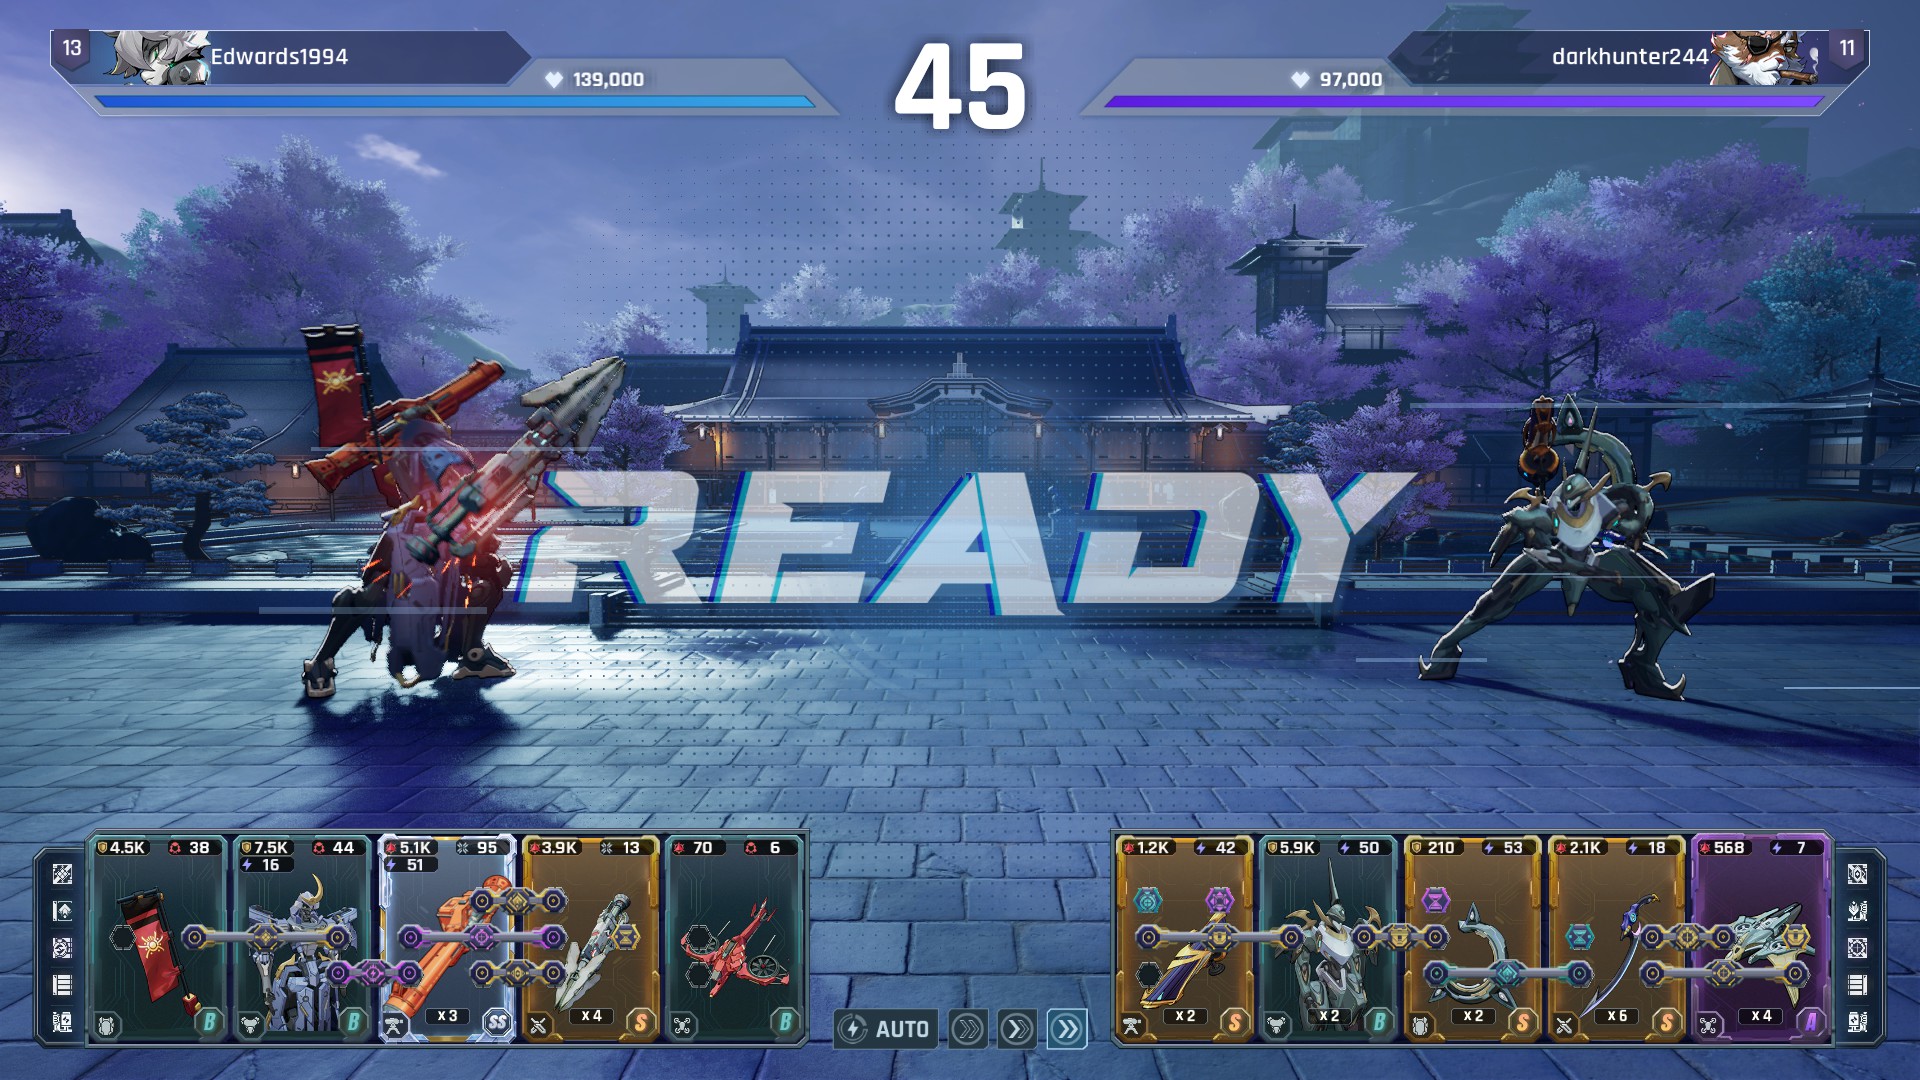 13
Edwards1994
139,000
45
97,000
darkhunter244
11
READY
4.5K 38
7.5K 44
16
5.1K 95
51
3.9K 13
70 6
1.2K 42
5.9K 50
210 53
2.1K 18
568 7
B
B
x3 SS
x4 S
B
AUTO
x2 S
x2 B
x2 S
x6 S
x4 A